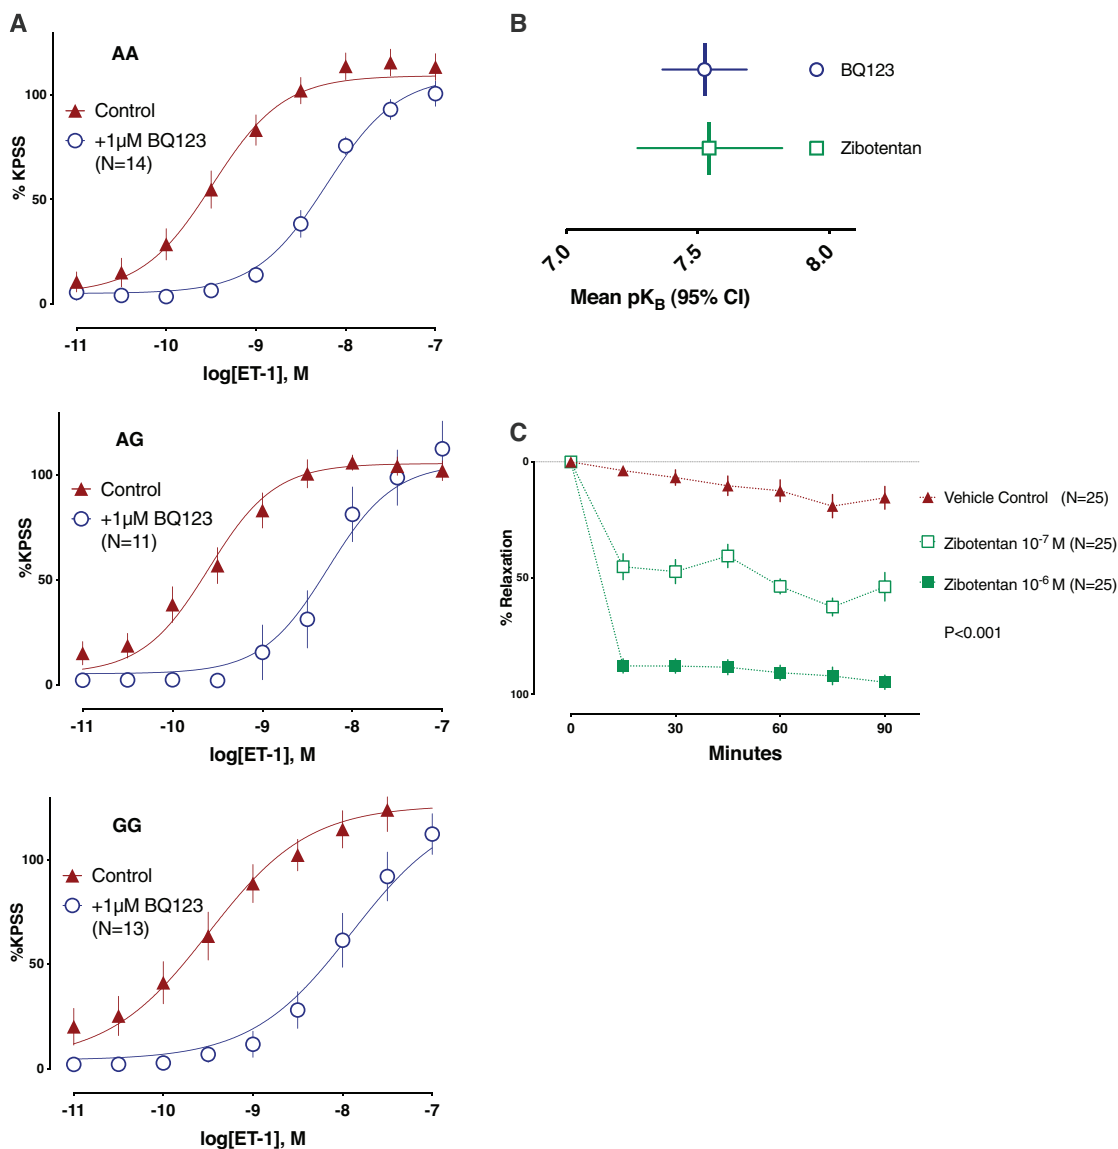 A
AA
Control
+1µM BQ123
(N=14)
% KPSS
100
50
0
-11 -10 -9 -8 -7
log[ET-1], M
AG
Control
+1µM BQ123
(N=11)
%KPSS
100
50
0
-11 -10 -9 -8 -7
log[ET-1], M
GG
Control
+1µM BQ123
(N=13)
%KPSS
100
50
0
-11 -10 -9 -8 -7
log[ET-1], M
B
BQ123
Zibotentan
7.0 7.5 8.0
Mean pKB (95% CI)
C
0
50
100
% Relaxation
0 30 60 90
Minutes
Vehicle Control (N=25)
Zibotentan 10-7 M (N=25)
Zibotentan 10-6 M (N=25)
P<0.001